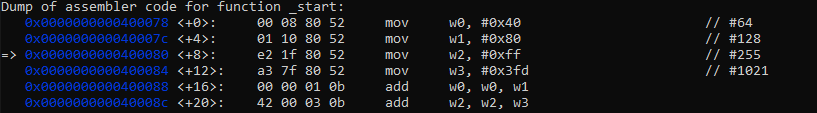 Dump of assembler code for function _start:
0x0000000000400078 <+0>: 00 08 80 52 mov w0, #0x40 // #64
0x000000000040007c <+4>: 01 10 80 52 mov w1, #0x80 // #128
=> 0x0000000000400080 <+8>: e2 1f 80 52 mov w2, #0xff // #255
0x0000000000400084 <+12>: a3 7f 80 52 mov w3, #0x3fd // #1021
0x0000000000400088 <+16>: 00 00 01 0b add w0, w0, w1
0x000000000040008c <+20>: 42 00 03 0b add w2, w2, w3